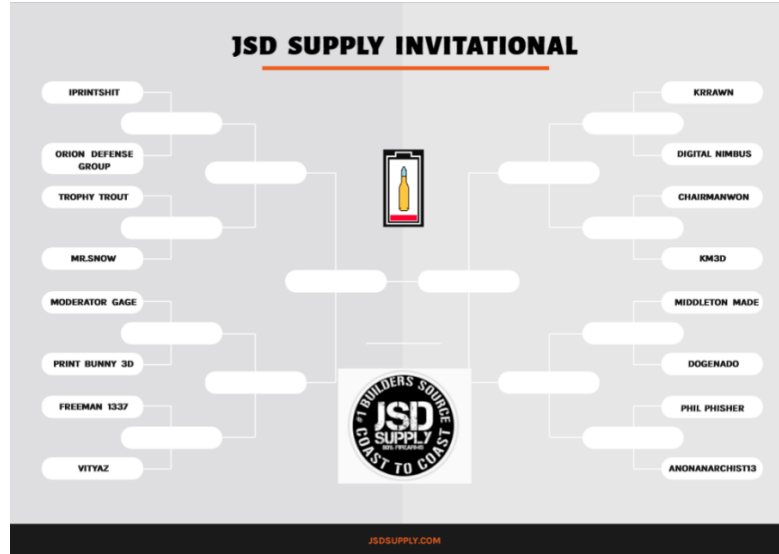 JSD SUPPLY INVITATIONAL
IPRINTSHIT
ORION DEFENSE
GROUP
TROPHY TROUT
MR.SNOW
MODERATOR GAGE
PRINT BUNNY 3D
FREEMAN 1337
VITYAZ
KRRAWN
DIGITAL NIMBUS
CHAIRMANWON
KM3D
MIDDLETON MADE
DOGENADO
PHIL PHISHER
ANONANARCHIST13
#1 BUILDERS SOURCE
JSD
SUPPLY
80% FIREARMS
COAST TO COAST
JSDSUPPLY.COM